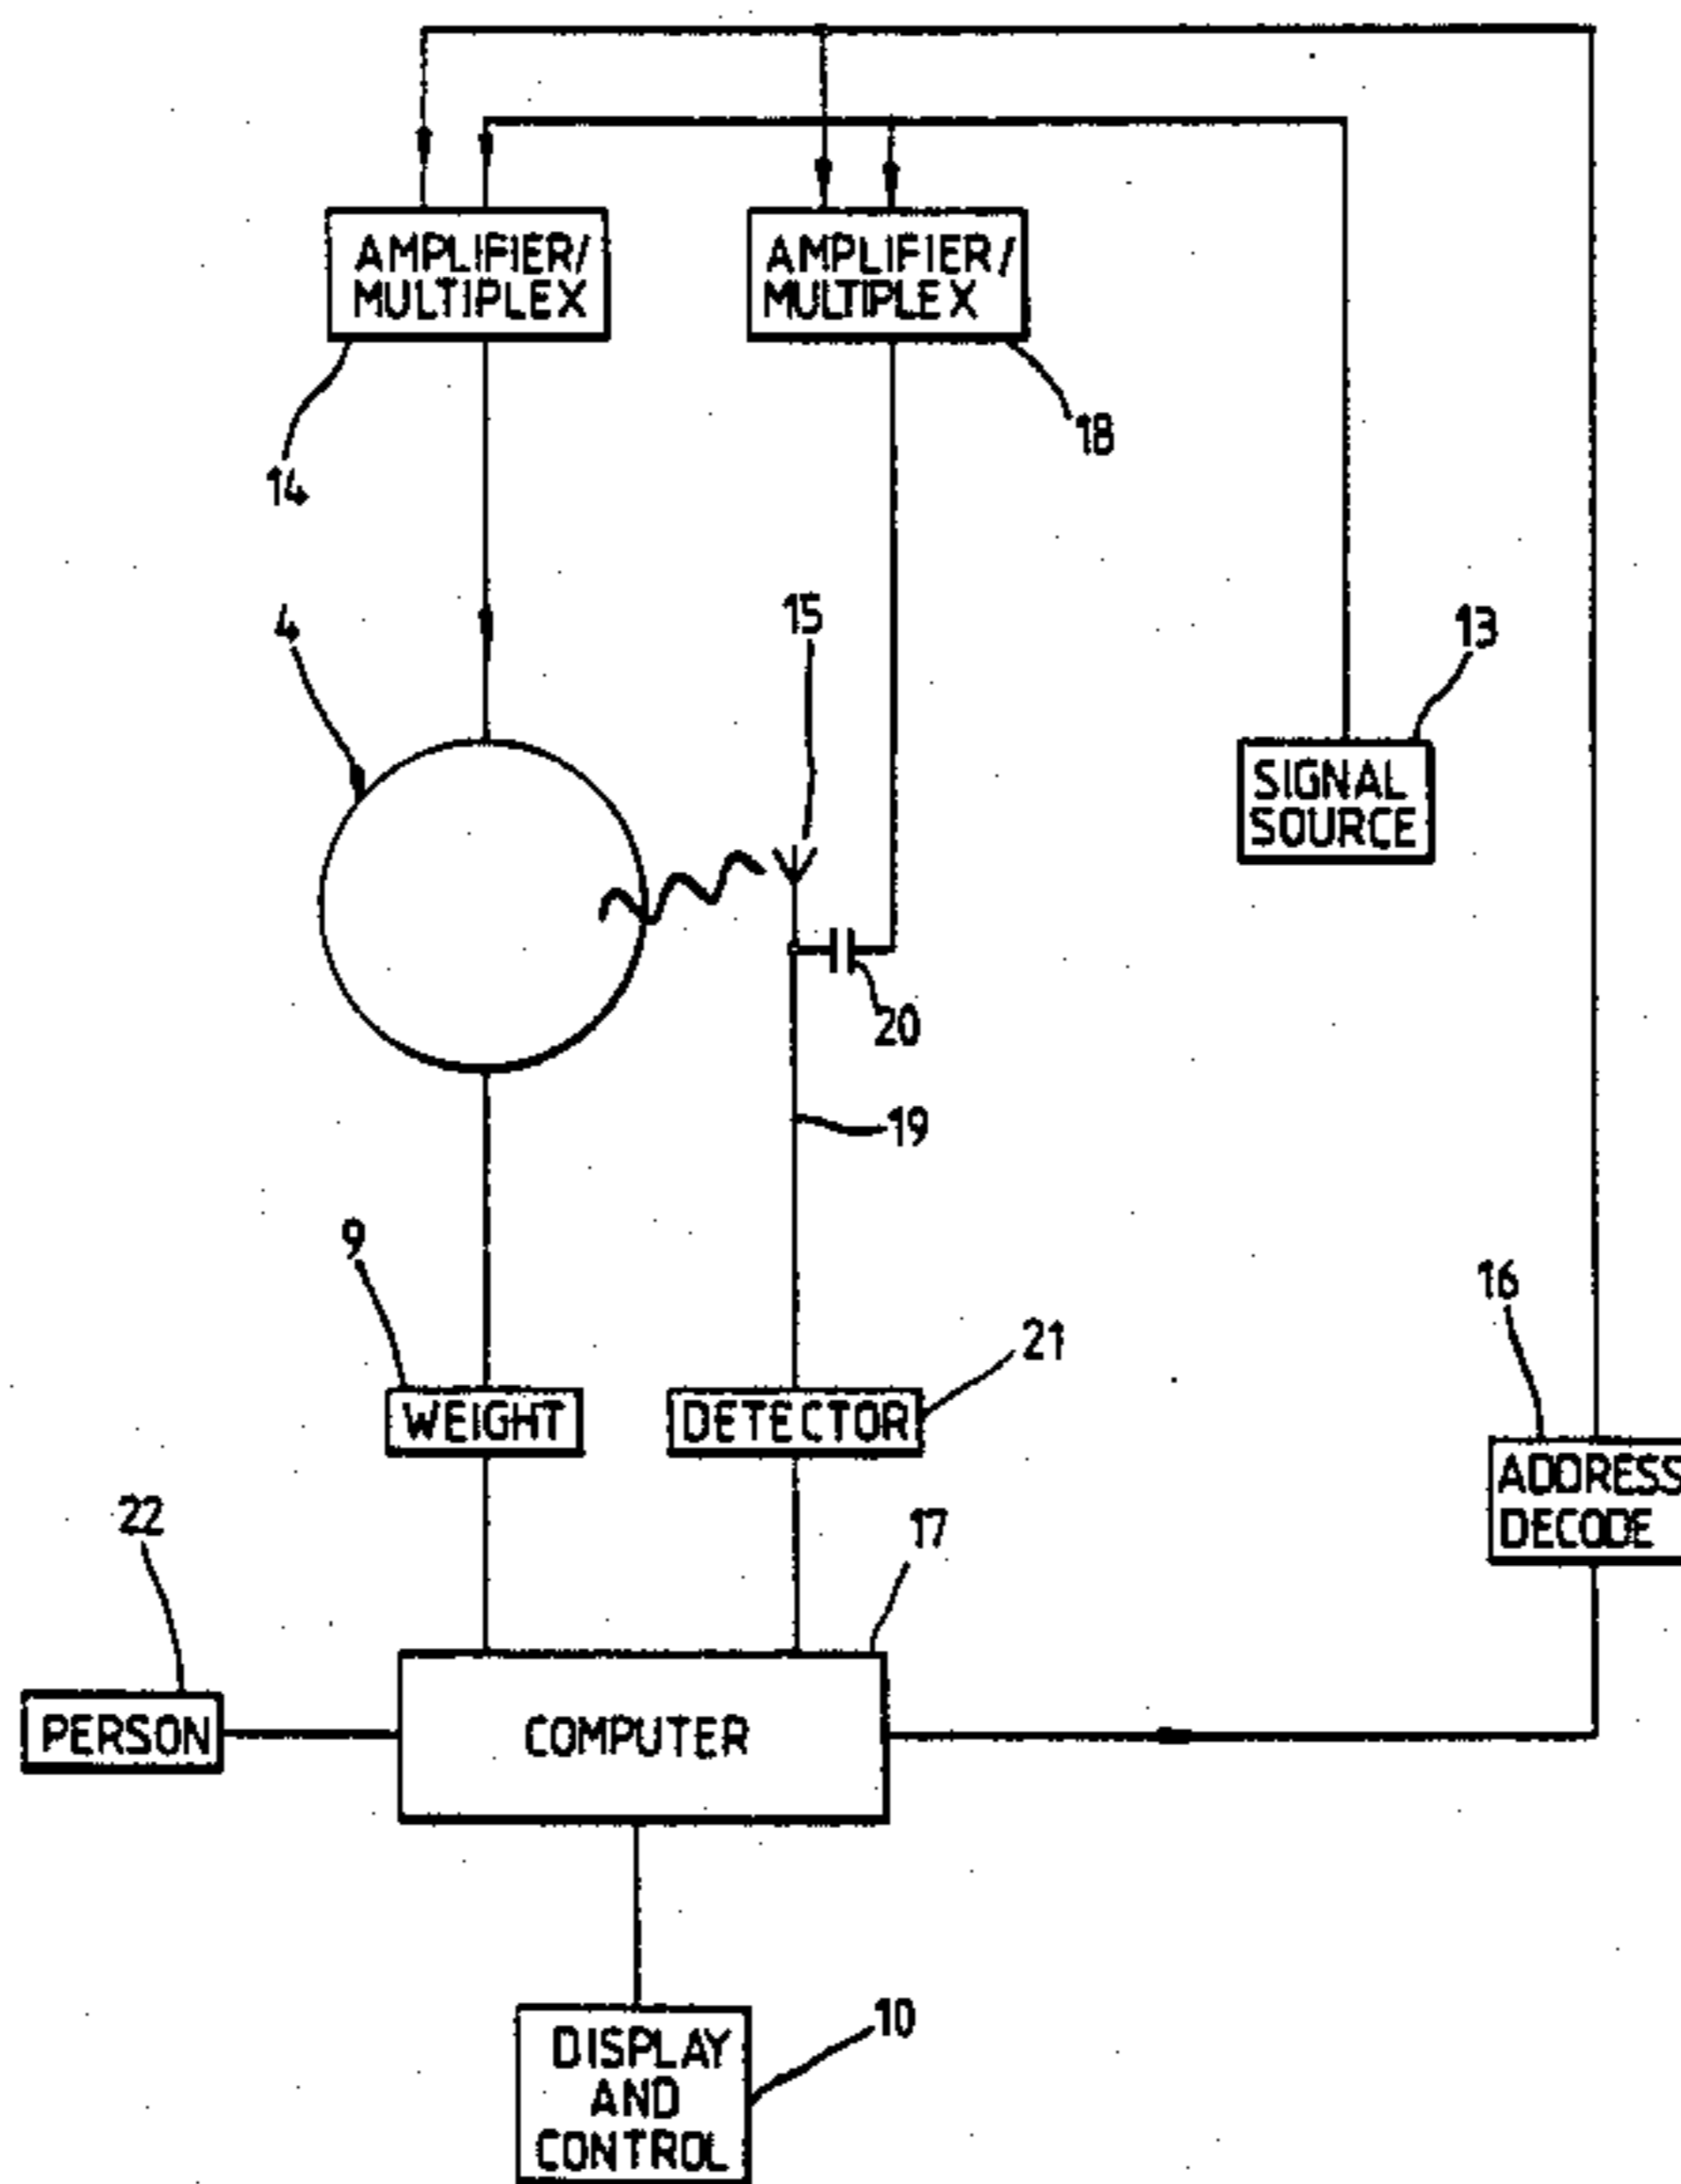 AMPLIFIER/
MULTIPLEX
AMPLIFIER/
MULTIPLEX
14
18
4
15
13
SIGNAL
SOURCE
20
19
9
16
21
WEIGHT
DETECTOR
ADDRESS
DECODE
22
17
PERSON
COMPUTER
10
DISPLAY
AND
CONTROL